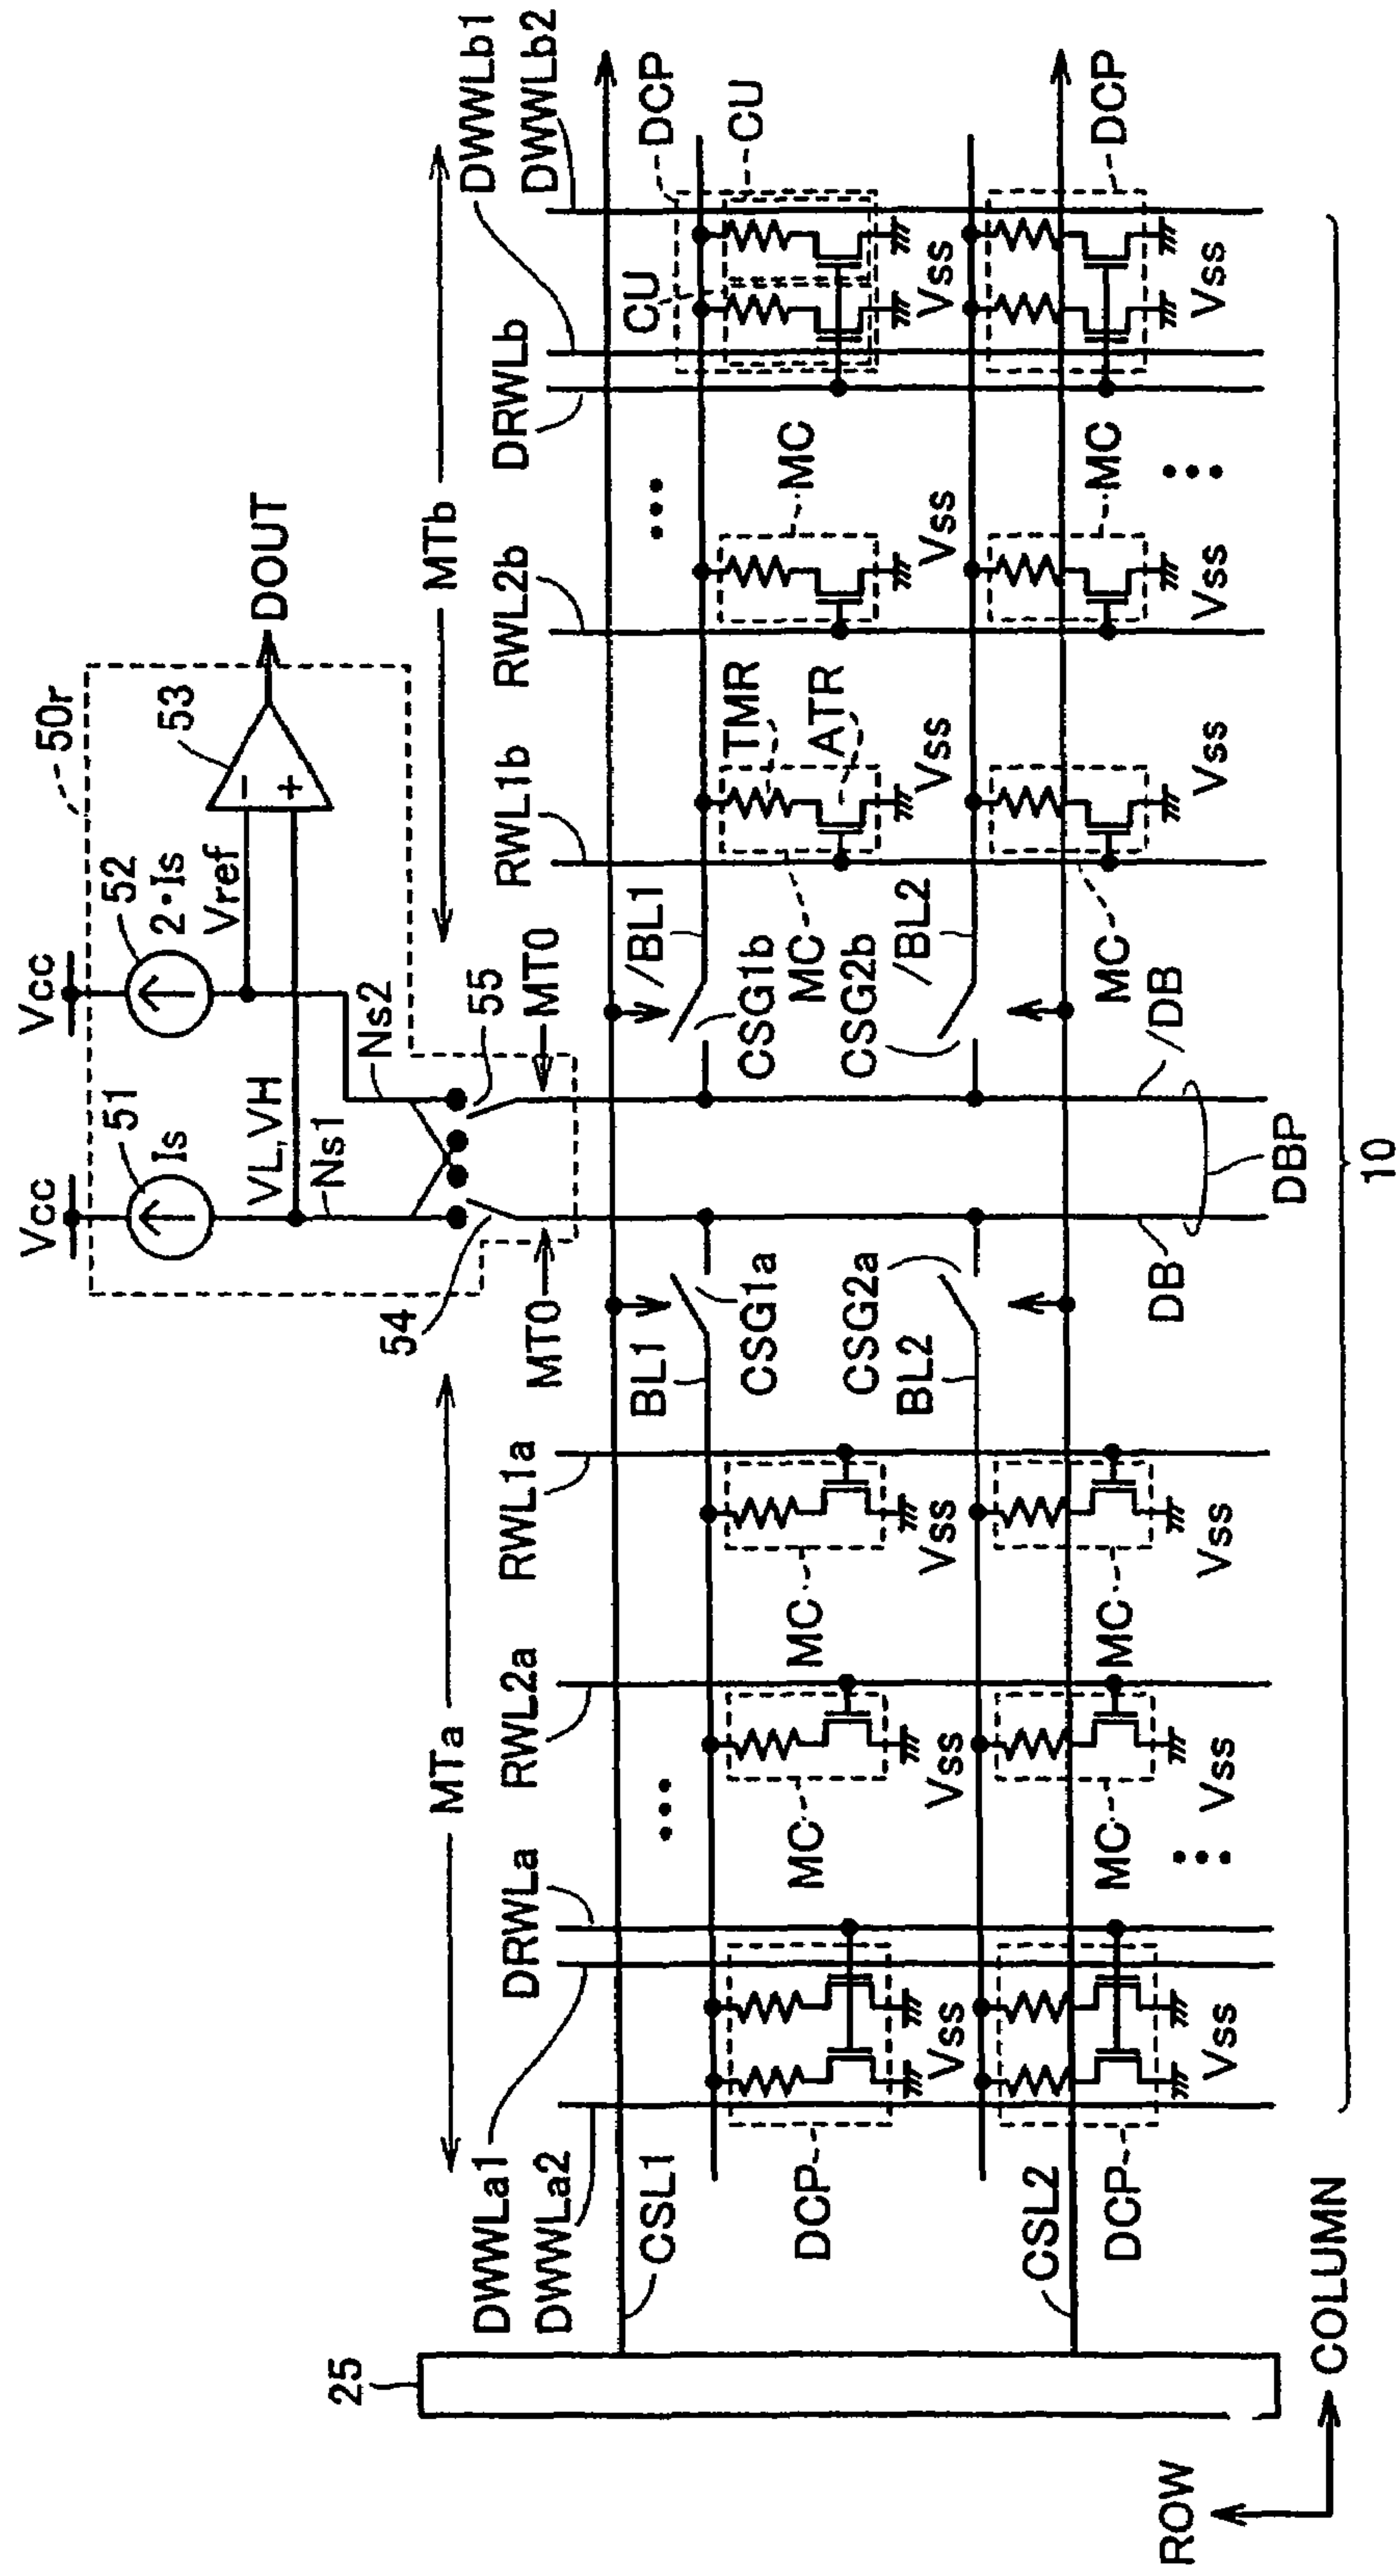 50r
Vcc
Vcc
51
52
Is
2·Is
53
DOUT
Vref
VL,VH
Ns1
Ns2
-
+
54
55
MTa
MT0
MT0
MTb
25
DWWLa1
DWWLa2
DRWLa
RWL2a
RWL1a
RWL1b
RWL2b
DRWLb
DWWLb1
DWWLb2
CSL1
BL1
/BL1
CSG1a
CSG1b
TMR
ATR
DCP
CU
CU
DCP
MC
MC
MC
MC
Vss
Vss
Vss
Vss
Vss
Vss
CSG2a
BL2
CSG2b
/BL2
CSL2
DCP
MC
MC
MC
MC
DCP
Vss
Vss
Vss
Vss
Vss
Vss
DB
/DB
DBP
10
ROW
COLUMN